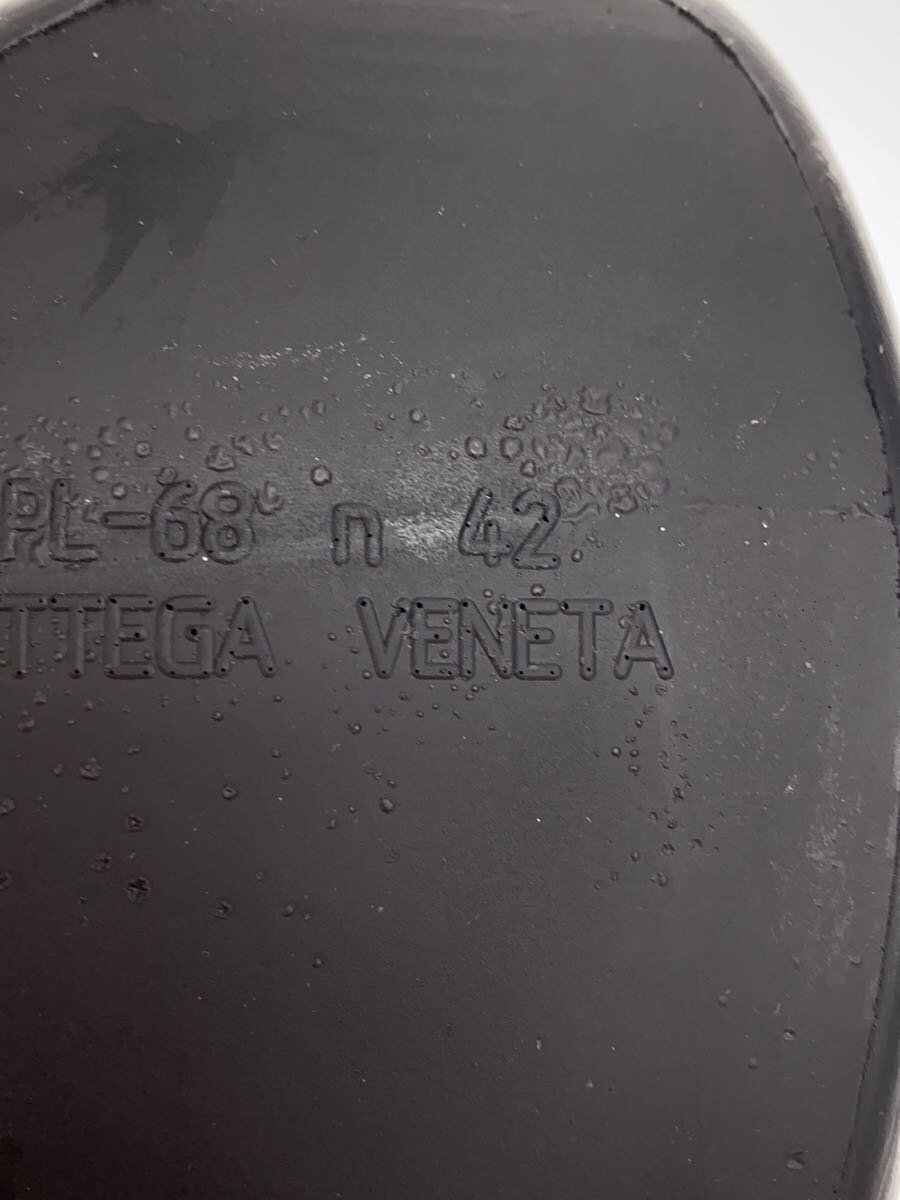 PL-68 n 42
TTEGA VENETA